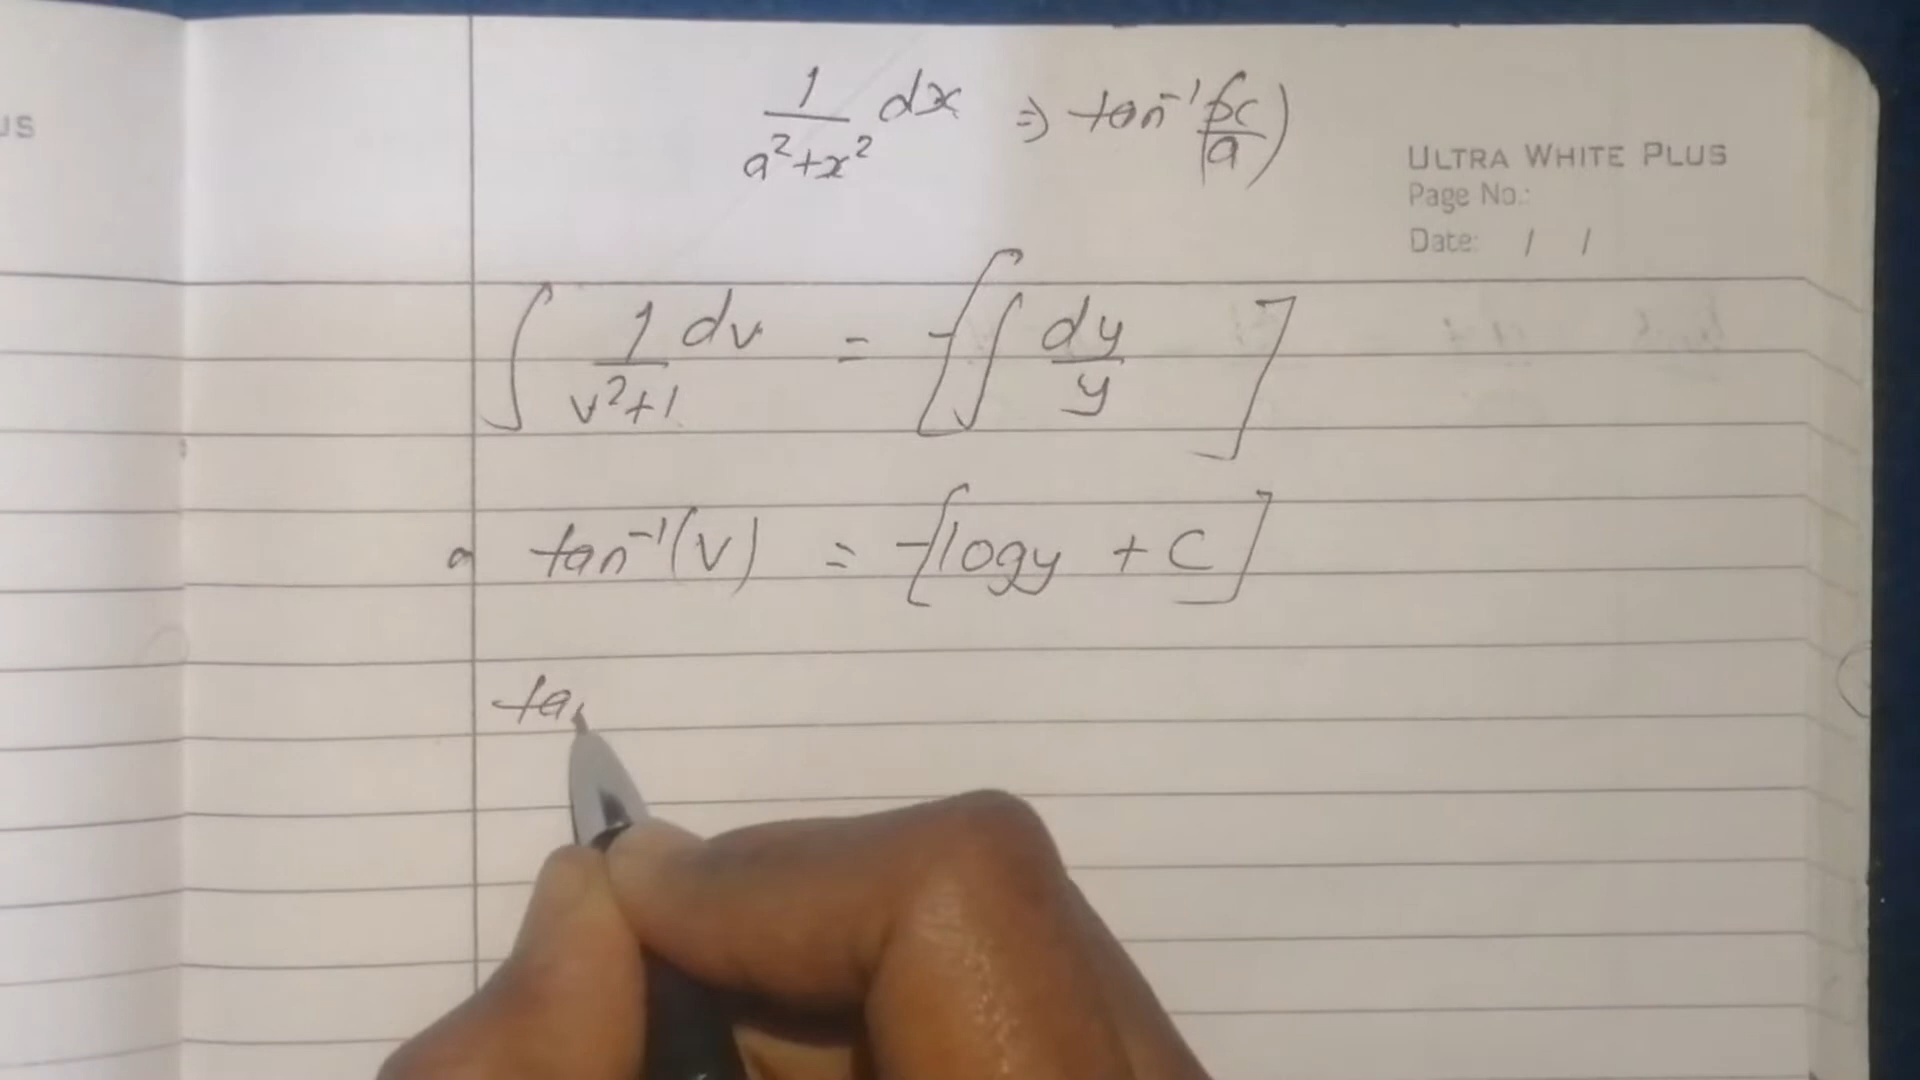 US
1/(a²+x²) dx ⇒ tan⁻¹(x/a)
ULTRA WHITE PLUS
Page No.:
Date: / /
∫ 1/(v²+1) dv = -[∫ dy/y ]
tan⁻¹(v) = -[logy + C]
ta